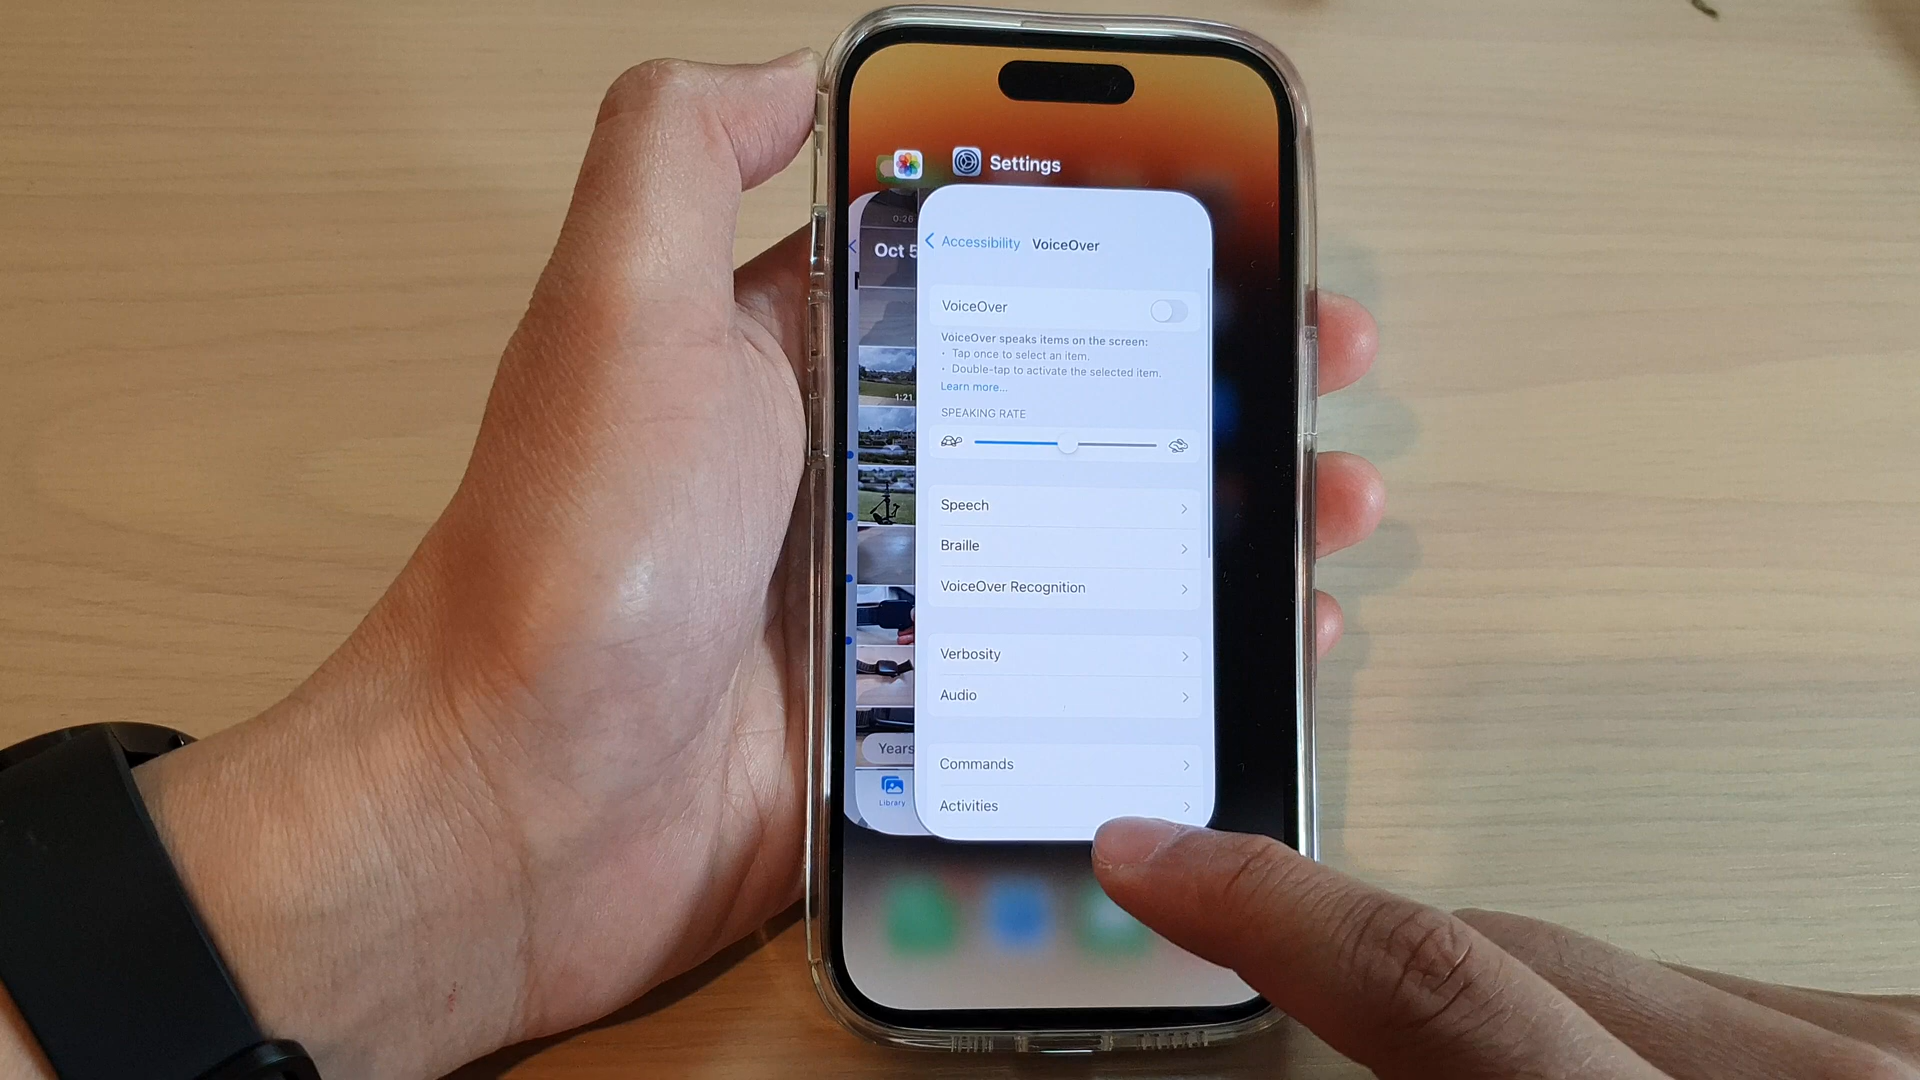 Settings
0:26
Oct 5
Accessibility VoiceOver
VoiceOver
VoiceOver speaks items on the screen:
• Tap once to select an item.
• Double-tap to activate the selected item.
Learn more...
1:21
SPEAKING RATE
Speech
Braille
VoiceOver Recognition
Verbosity
Audio
Years
Commands
Library
Activities